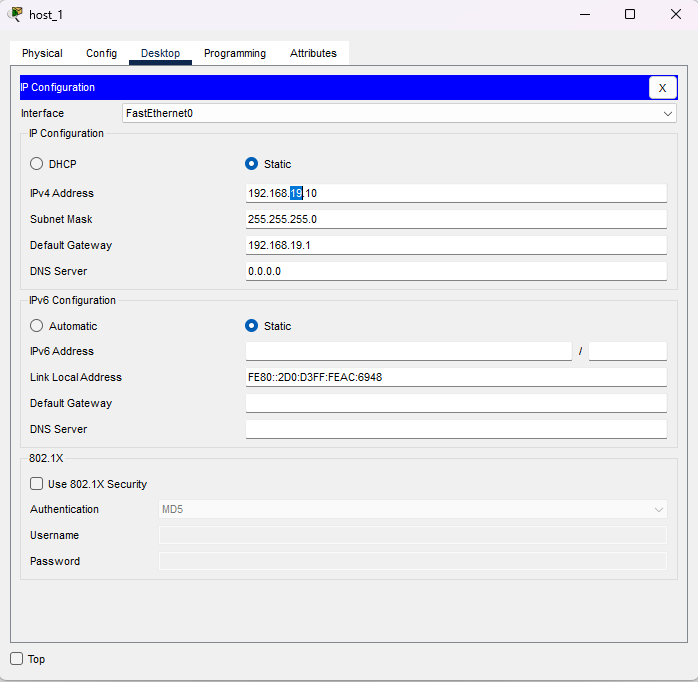 host_1
Physical Config Desktop Programming Attributes
IP Configuration X
Interface FastEthernet0
IP Configuration
DHCP Static
IPv4 Address 192.168.19.10
Subnet Mask 255.255.255.0
Default Gateway 192.168.19.1
DNS Server 0.0.0.0
IPv6 Configuration
Automatic Static
IPv6 Address /
Link Local Address FE80::2D0:D3FF:FEAC:6948
Default Gateway
DNS Server
802.1X
Use 802.1X Security
Authentication MD5
Username
Password
Top